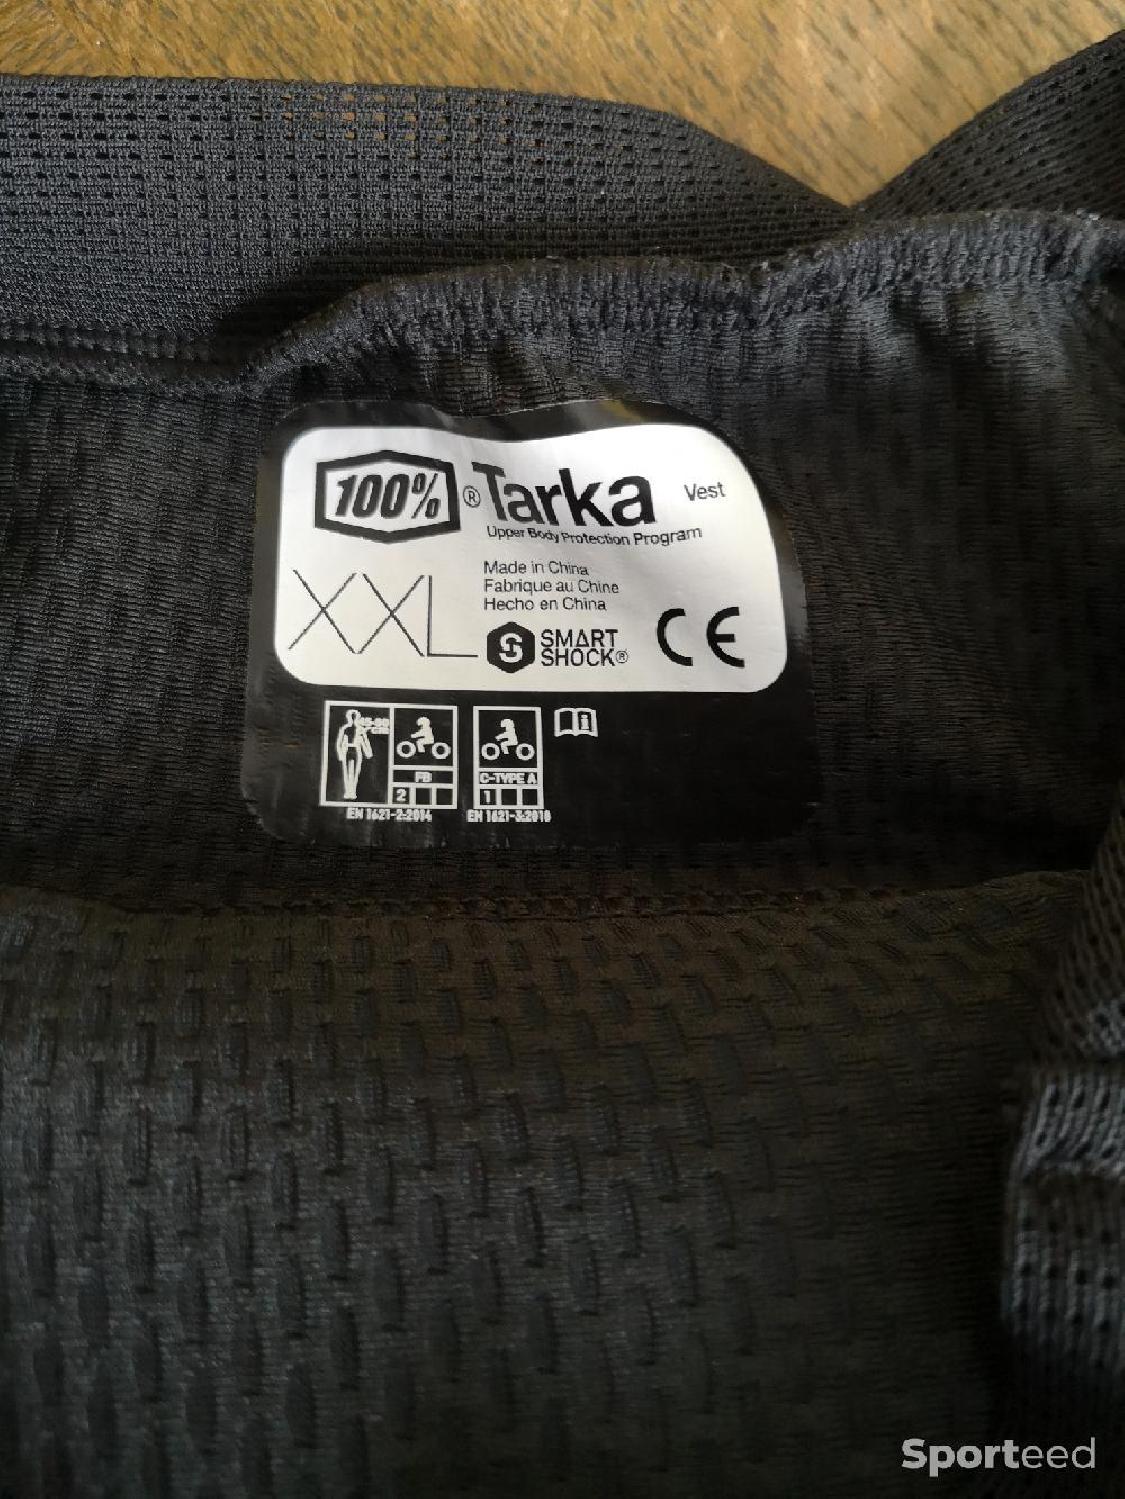 100% ® Tarka Vest
Upper Body Protection Program
Made in China
Fabrique au Chine
Hecho en China
XXL
SMART
SHOCK®
CE
FB
2
EN 1621-2:2014
C-TYPE A
1
EN 1621-3:2018
Sporteed